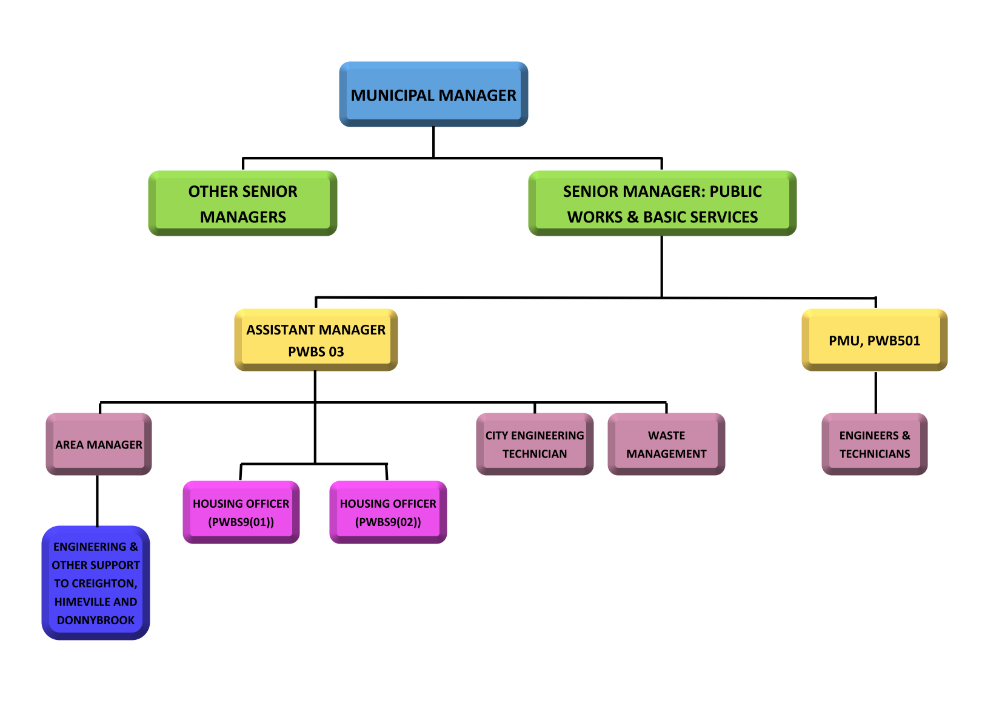 MUNICIPAL MANAGER
OTHER SENIOR
MANAGERS
SENIOR MANAGER: PUBLIC
WORKS & BASIC SERVICES
ASSISTANT MANAGER
PWBS 03
PMU, PWB501
AREA MANAGER
CITY ENGINEERING
TECHNICIAN
WASTE
MANAGEMENT
ENGINEERS &
TECHNICIANS
HOUSING OFFICER
(PWBS9(01))
HOUSING OFFICER
(PWBS9(02))
ENGINEERING &
OTHER SUPPORT
TO CREIGHTON,
HIMEVILLE AND
DONNYBROOK